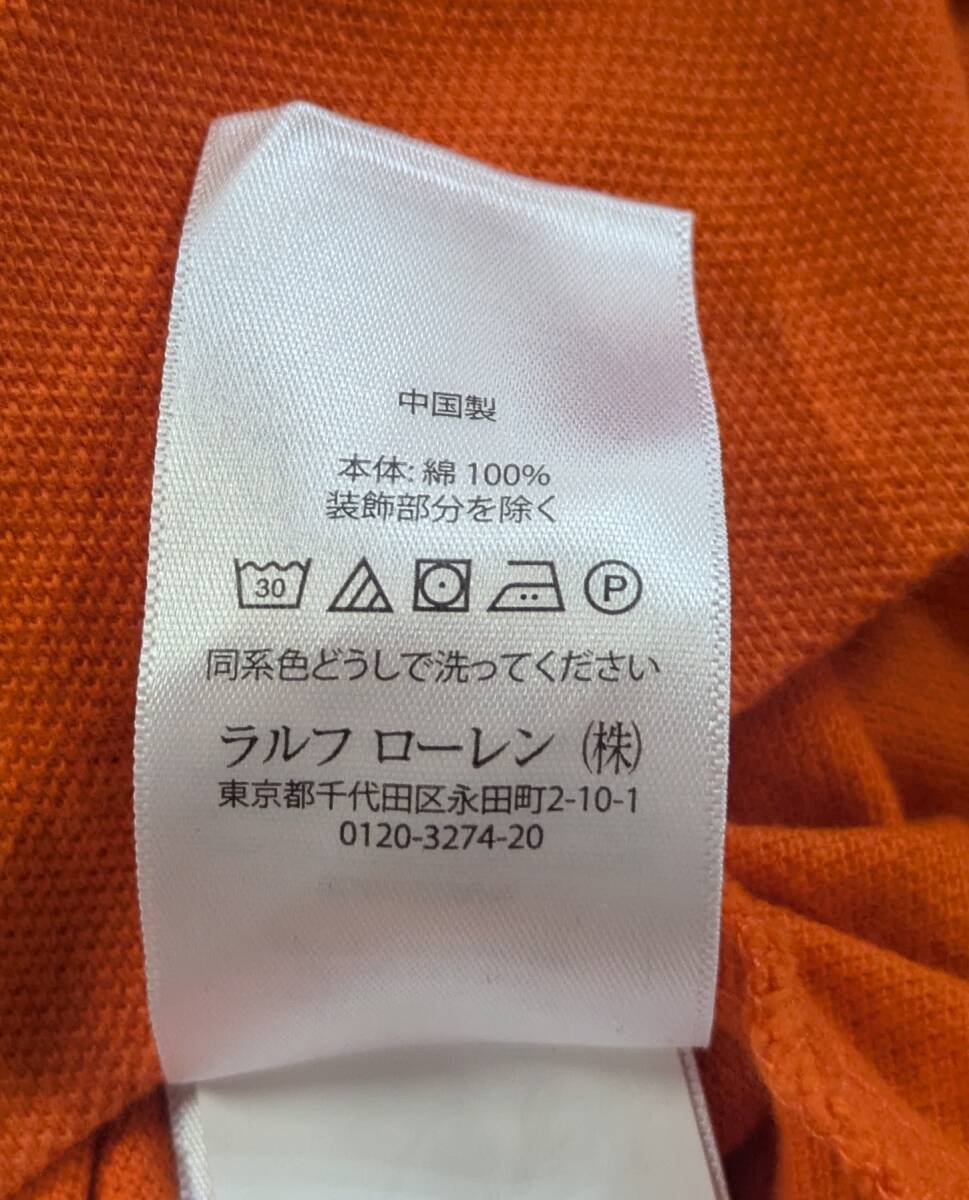 中国製
本体: 綿 100%
装飾部分を除く
30 P
同系色どうしで洗ってください
ラルフ ローレン (株)
東京都千代田区永田町2-10-1
0120-3274-20